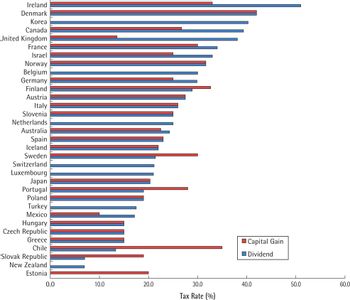 Ireland
Denmark
Korea
Canada
United Kingdom
France
Israel
Norway
Belgium
Germany
Finland
Austria
Italy
Slovenia
Netherlands
Australia
Spain
Iceland
Sweden
Switzerland
Luxembourg
Japan
Portugal
Poland
Turkey
Mexico
Hungary
Czech Republic
Greece
Chile
Slovak Republic
New Zealand
Estonia
Capital Gain
Dividend
0.0 10.0 20.0 30.0 40.0 50.0 60.0
Tax Rate (%)